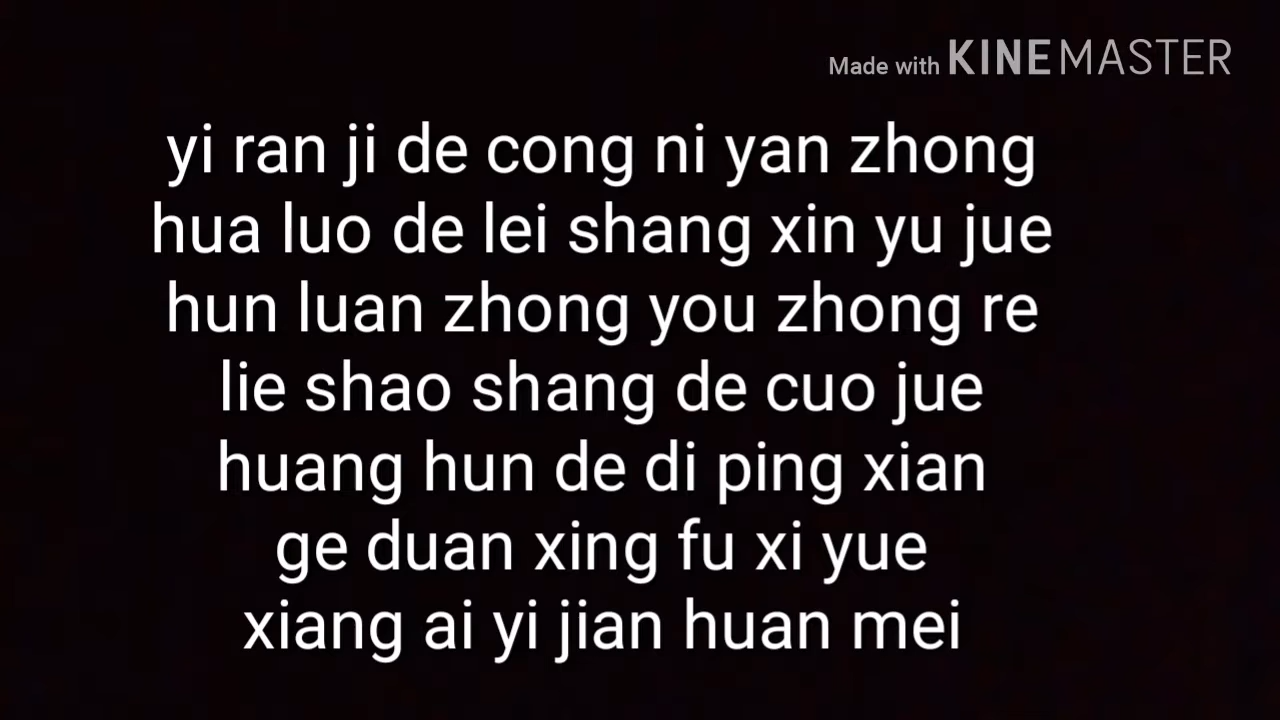 Made with KINEMASTER
yi ran ji de cong ni yan zhong
hua luo de lei shang xin yu jue
hun luan zhong you zhong re
lie shao shang de cuo jue
huang hun de di ping xian
ge duan xing fu xi yue
xiang ai yi jian huan mei